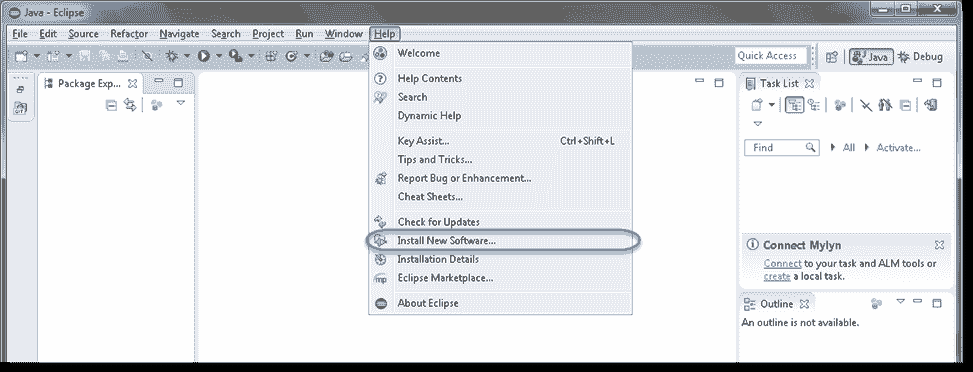 Java - Eclipse
File Edit Source Refactor Navigate Search Project Run Window Help
Quick Access
Java
Debug
Package Exp...
Welcome
Help Contents
Search
Dynamic Help
Key Assist... Ctrl+Shift+L
Tips and Tricks...
Report Bug or Enhancement...
Cheat Sheets...
Check for Updates
Install New Software...
Installation Details
Eclipse Marketplace...
About Eclipse
Task List
Find All Activate...
Connect Mylyn
Connect to your task and ALM tools or
create a local task.
Outline
An outline is not available.